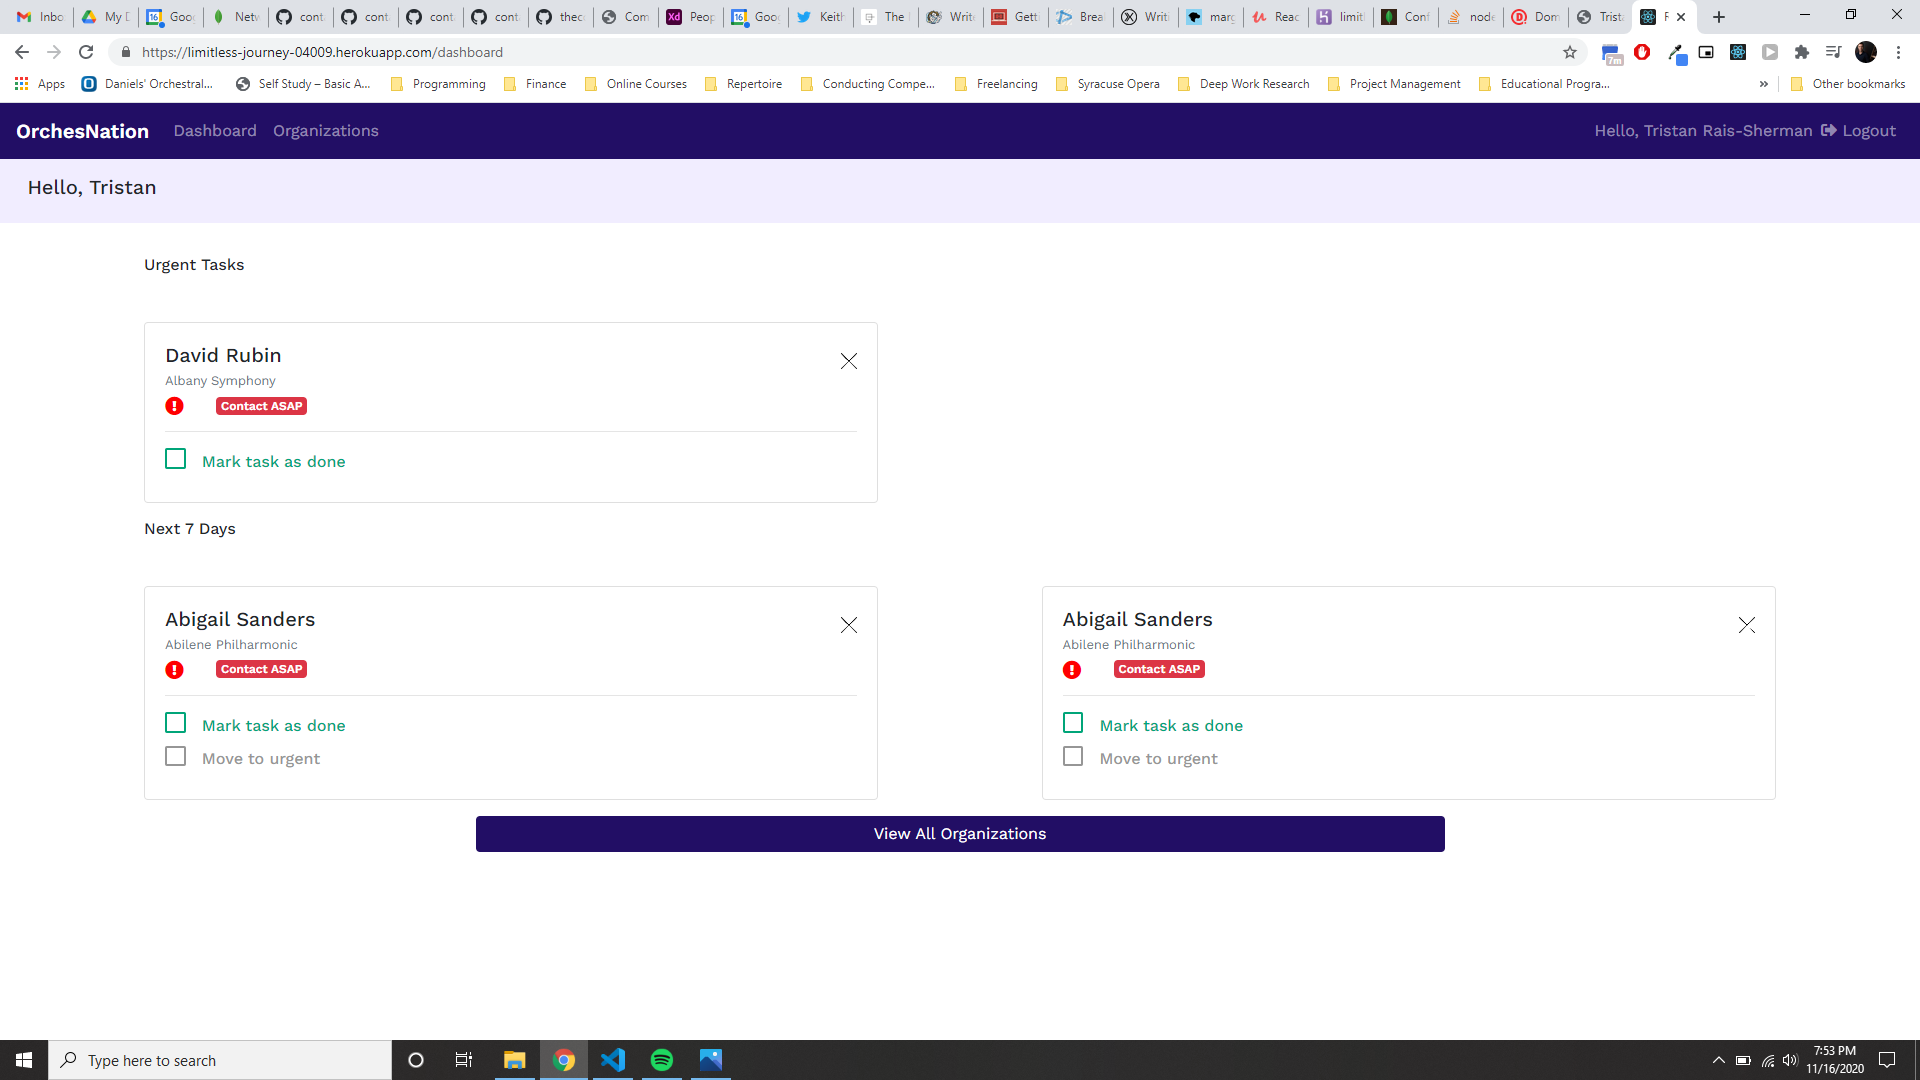 Inbo My D Goo Netw cont cont cont cont thec Com Peop Goo Keith The Write Gett Brea Writi marg Reac limit Conf node Dom Trista
https://limitless-journey-04009.herokuapp.com/dashboard
7m
Apps Daniels' Orchestral... Self Study – Basic A... Programming Finance Online Courses Repertoire Conducting Compe... Freelancing Syracuse Opera Deep Work Research Project Management Educational Progra... » Other bookmarks
OrchesNation Dashboard Organizations Hello, Tristan Rais-Sherman Logout
Hello, Tristan
Urgent Tasks
David Rubin
Albany Symphony
Contact ASAP
Mark task as done
Next 7 Days
Abigail Sanders
Abilene Philharmonic
Contact ASAP
Mark task as done
Move to urgent
Abigail Sanders
Abilene Philharmonic
Contact ASAP
Mark task as done
Move to urgent
View All Organizations
Type here to search
7:53 PM
11/16/2020